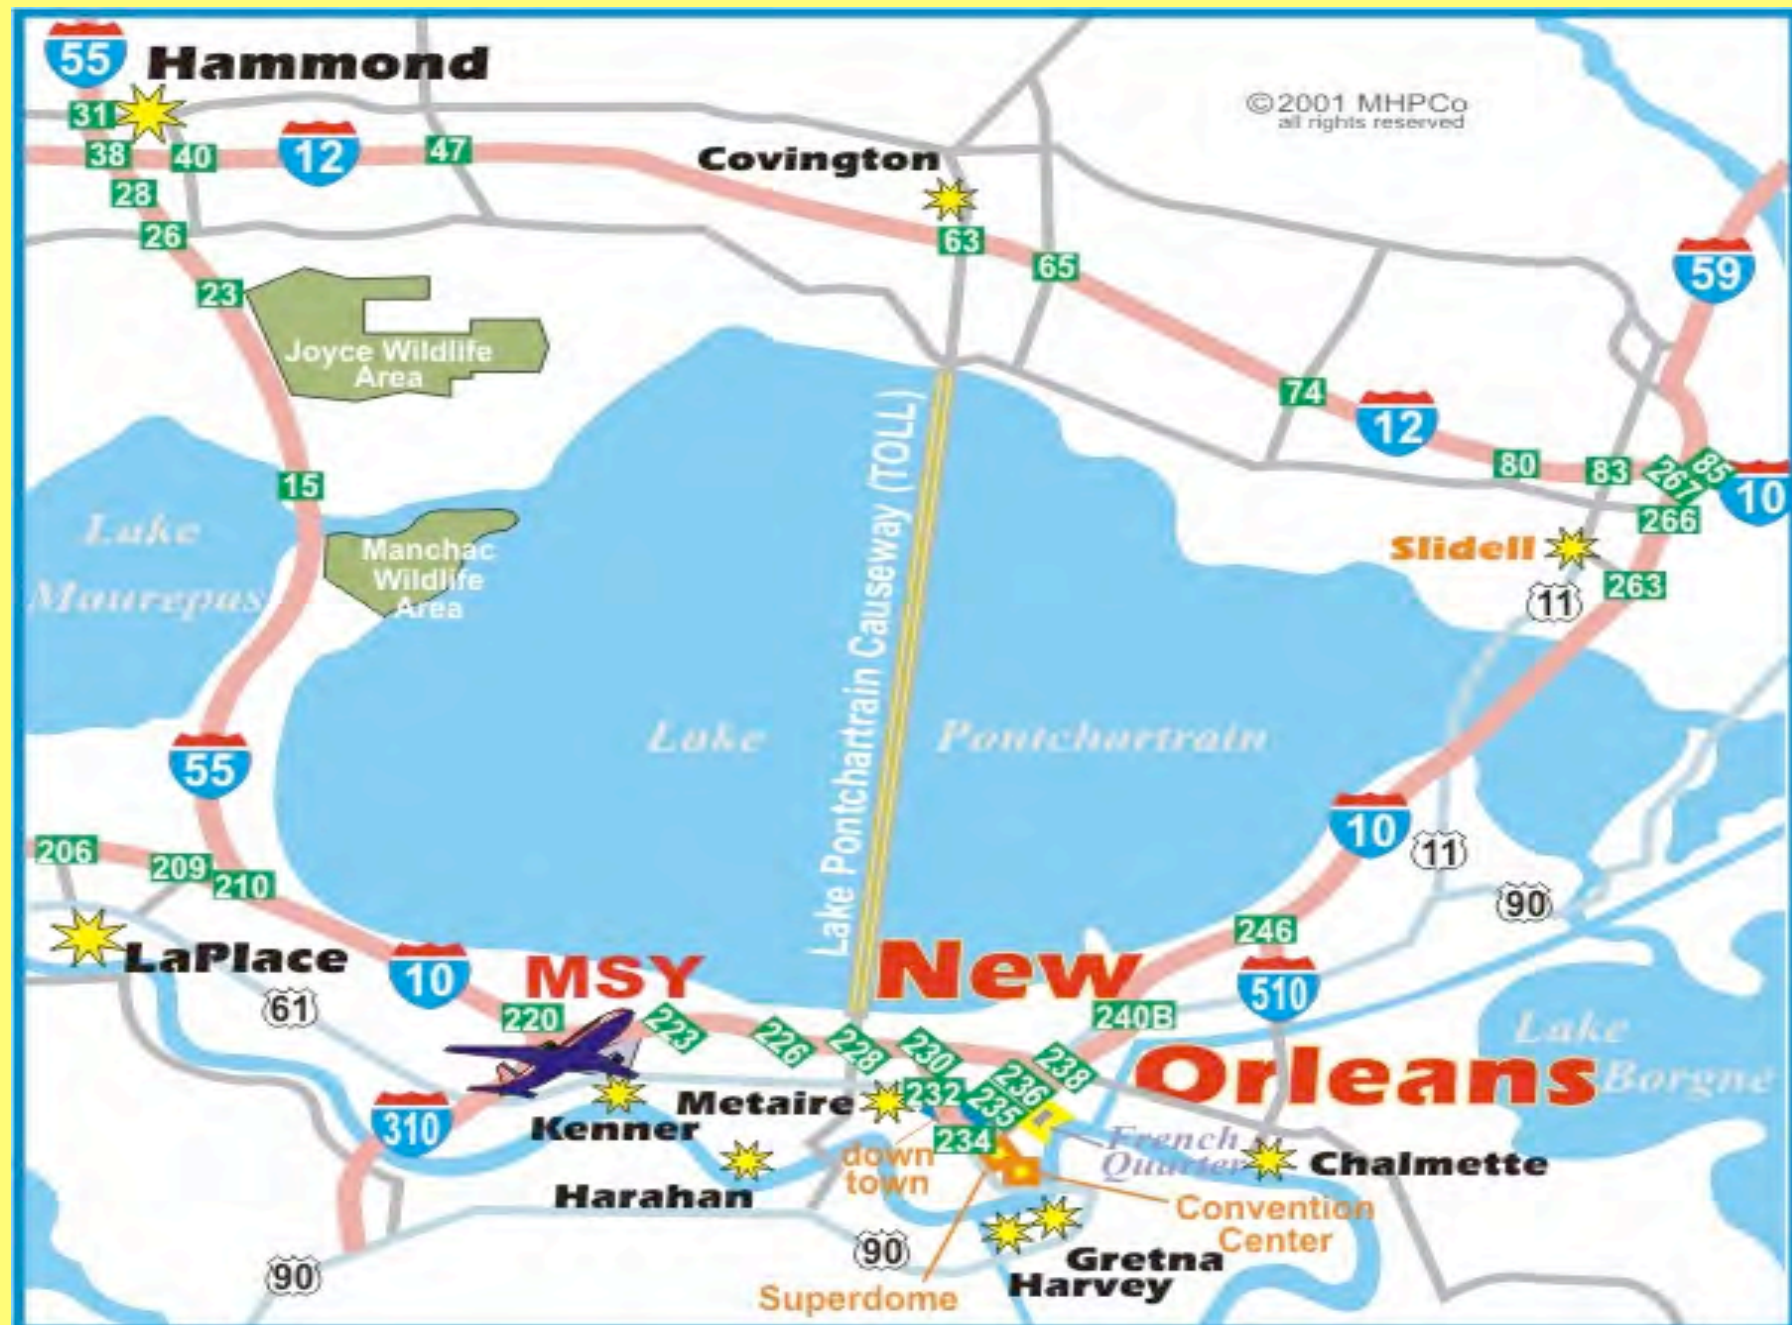 55
Hammond
31
38
40
12
47
28
26
23
©2001 MHPCo
all rights reserved
Covington
63
65
59
Joyce Wildlife
Area
74
12
80
83
267
85
10
266
15
Lake
Maurepas
Manchac
Wildlife
Area
Slidell
263
11
Lake Pontchartrain Causeway (TOLL)
Lake
Pontchartrain
55
10
11
90
206
209
210
246
LaPlace
61
10
MSY
New
Orleans
510
240B
220
223
226
228
230
232
234
235
236
238
Lake
Borgne
310
Kenner
Metaire
Harahan
down
town
French
Quarter
Chalmette
Convention
Center
90
90
Gretna
Harvey
Superdome